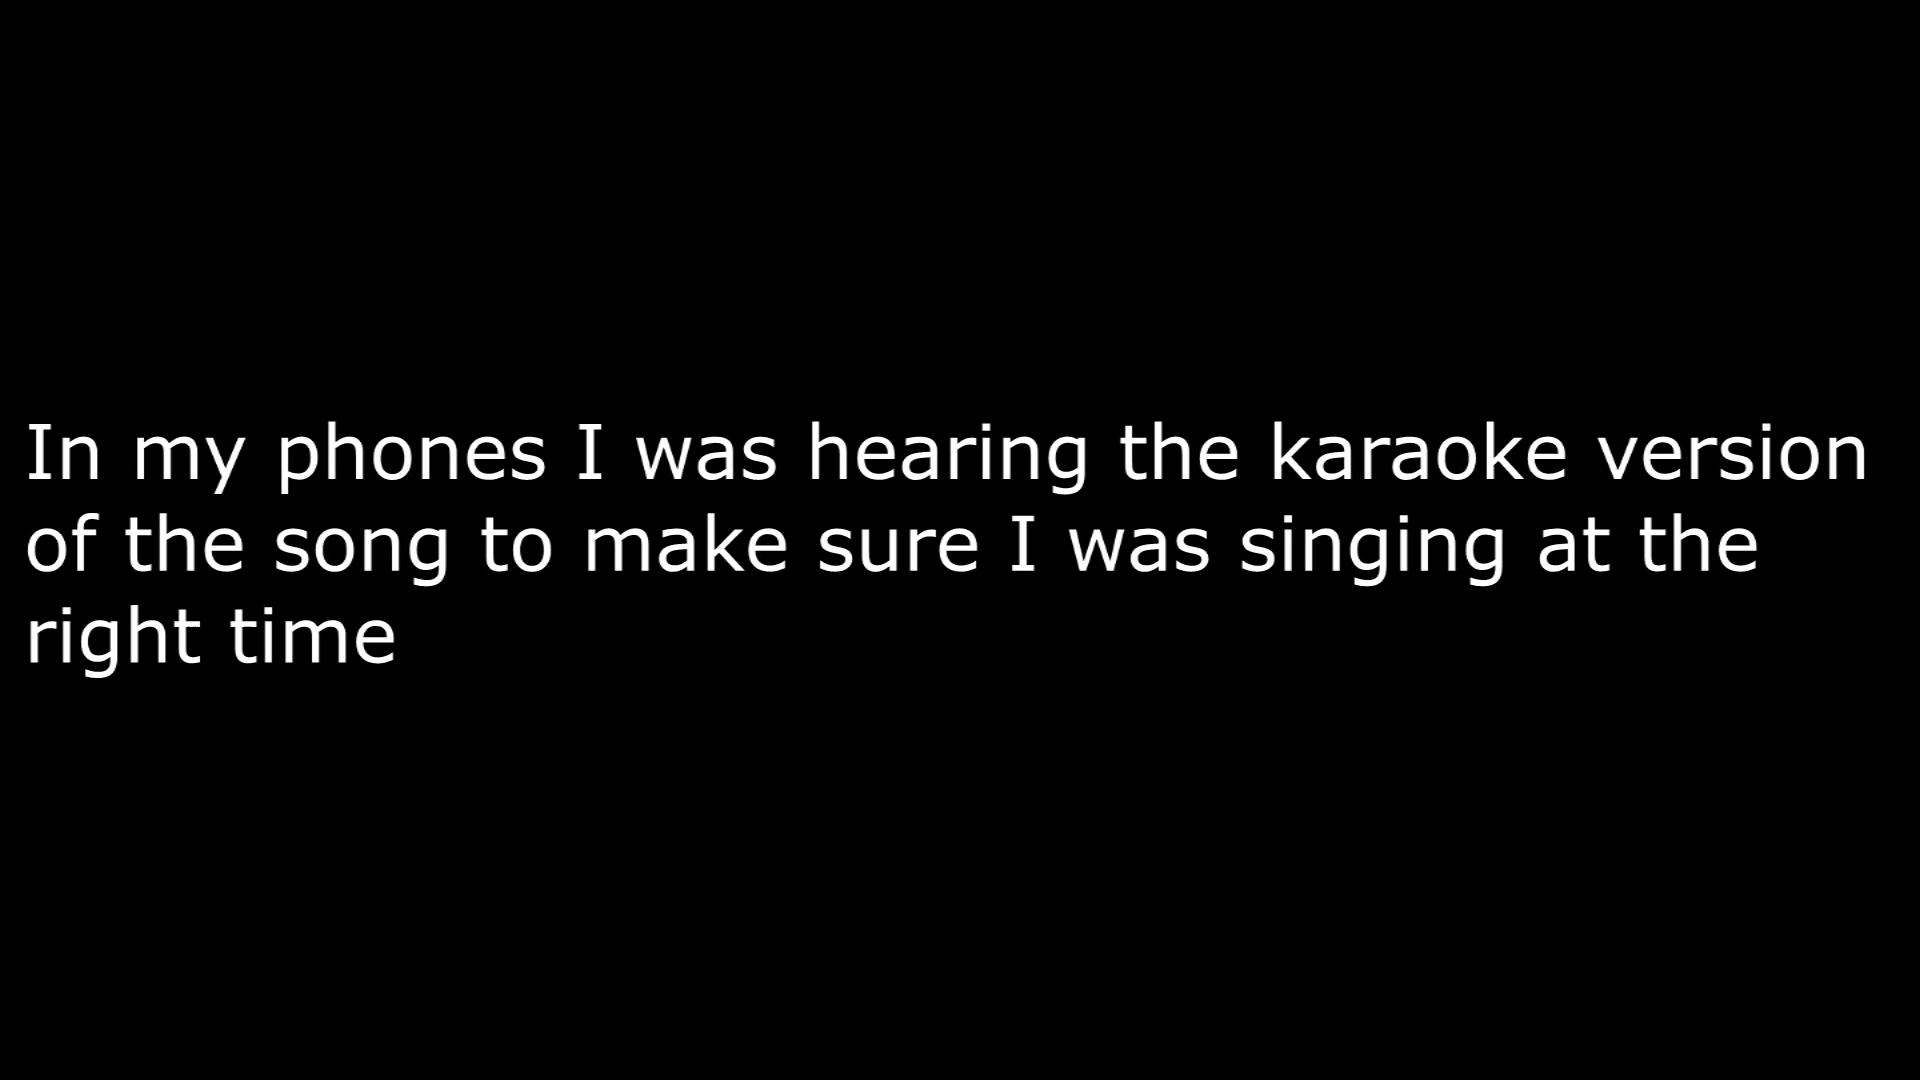 In my phones I was hearing the karaoke version
of the song to make sure I was singing at the
right time